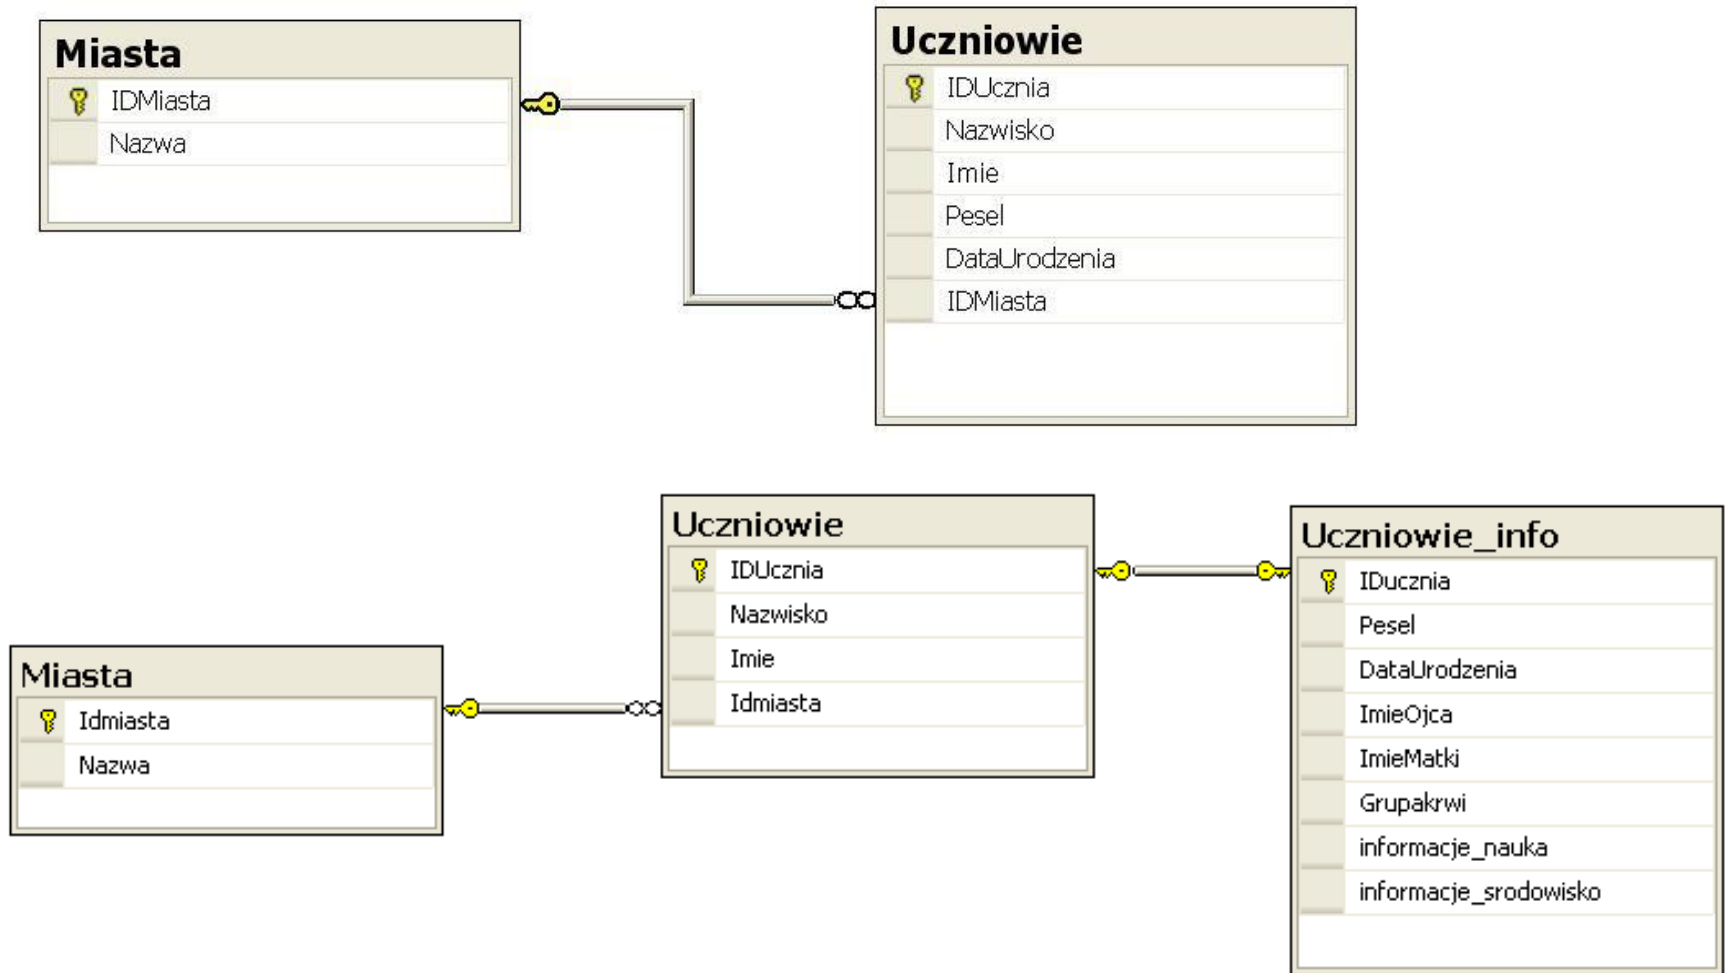 Miasta
IDMiasta
Nazwa
Uczniowie
IDUcznia
Nazwisko
Imie
Pesel
DataUrodzenia
IDMiasta
Miasta
Idmiasta
Nazwa
Uczniowie
IDUcznia
Nazwisko
Imie
Idmiasta
Uczniowie_info
IDucznia
Pesel
DataUrodzenia
ImieOjca
ImieMatki
Grupakrwi
informacje_nauka
informacje_srodowisko